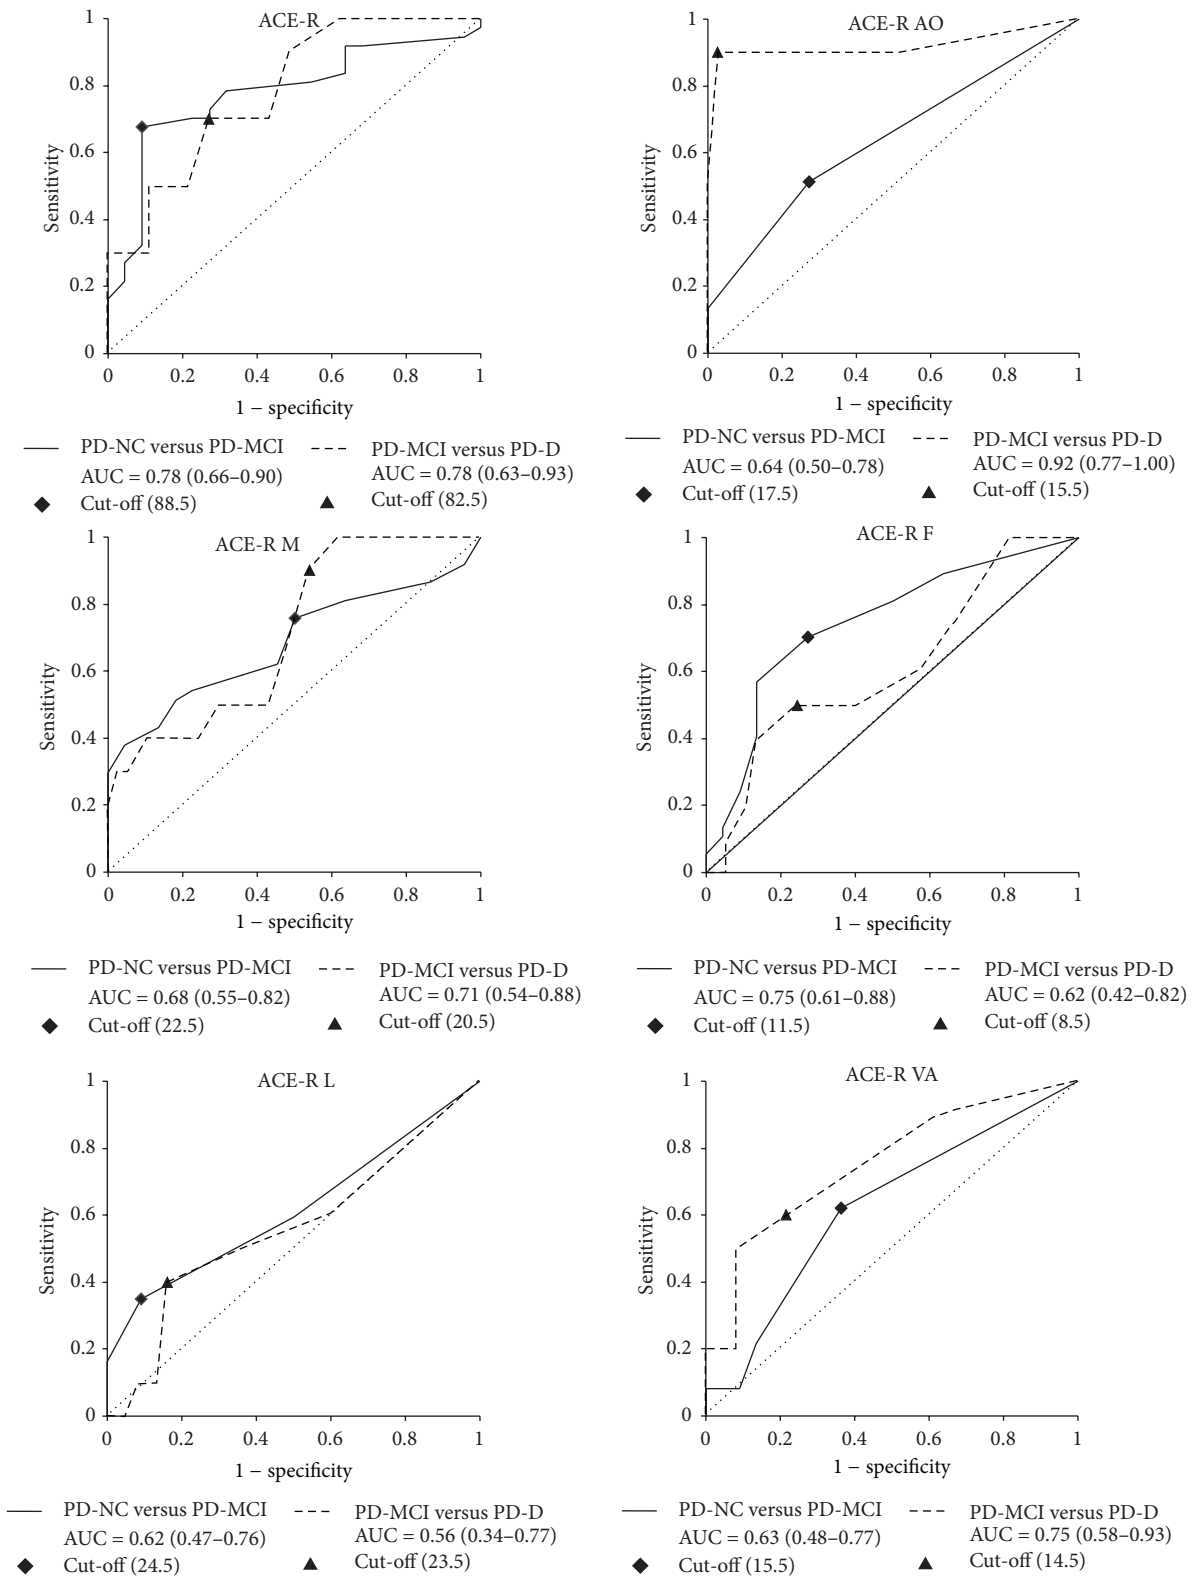 ACE-R
Sensitivity
1
0.8
0.6
0.4
0.2
0
0 0.2 0.4 0.6 0.8 1
1 − specificity
PD-NC versus PD-MCI
AUC = 0.78 (0.66–0.90)
Cut-off (88.5)
PD-MCI versus PD-D
AUC = 0.78 (0.63–0.93)
Cut-off (82.5)
ACE-R AO
Sensitivity
1
0.8
0.6
0.4
0.2
0
0 0.2 0.4 0.6 0.8 1
1 − specificity
PD-NC versus PD-MCI
AUC = 0.64 (0.50–0.78)
Cut-off (17.5)
PD-MCI versus PD-D
AUC = 0.92 (0.77–1.00)
Cut-off (15.5)
ACE-R M
Sensitivity
1
0.8
0.6
0.4
0.2
0
0 0.2 0.4 0.6 0.8 1
1 − specificity
PD-NC versus PD-MCI
AUC = 0.68 (0.55–0.82)
Cut-off (22.5)
PD-MCI versus PD-D
AUC = 0.71 (0.54–0.88)
Cut-off (20.5)
ACE-R F
Sensitivity
1
0.8
0.6
0.4
0.2
0
0 0.2 0.4 0.6 0.8 1
1 − specificity
PD-NC versus PD-MCI
AUC = 0.75 (0.61–0.88)
Cut-off (11.5)
PD-MCI versus PD-D
AUC = 0.62 (0.42–0.82)
Cut-off (8.5)
ACE-R L
Sensitivity
1
0.8
0.6
0.4
0.2
0
0 0.2 0.4 0.6 0.8 1
1 − specificity
PD-NC versus PD-MCI
AUC = 0.62 (0.47–0.76)
Cut-off (24.5)
PD-MCI versus PD-D
AUC = 0.56 (0.34–0.77)
Cut-off (23.5)
ACE-R VA
Sensitivity
1
0.8
0.6
0.4
0.2
0
0 0.2 0.4 0.6 0.8 1
1 − specificity
PD-NC versus PD-MCI
AUC = 0.63 (0.48–0.77)
Cut-off (15.5)
PD-MCI versus PD-D
AUC = 0.75 (0.58–0.93)
Cut-off (14.5)